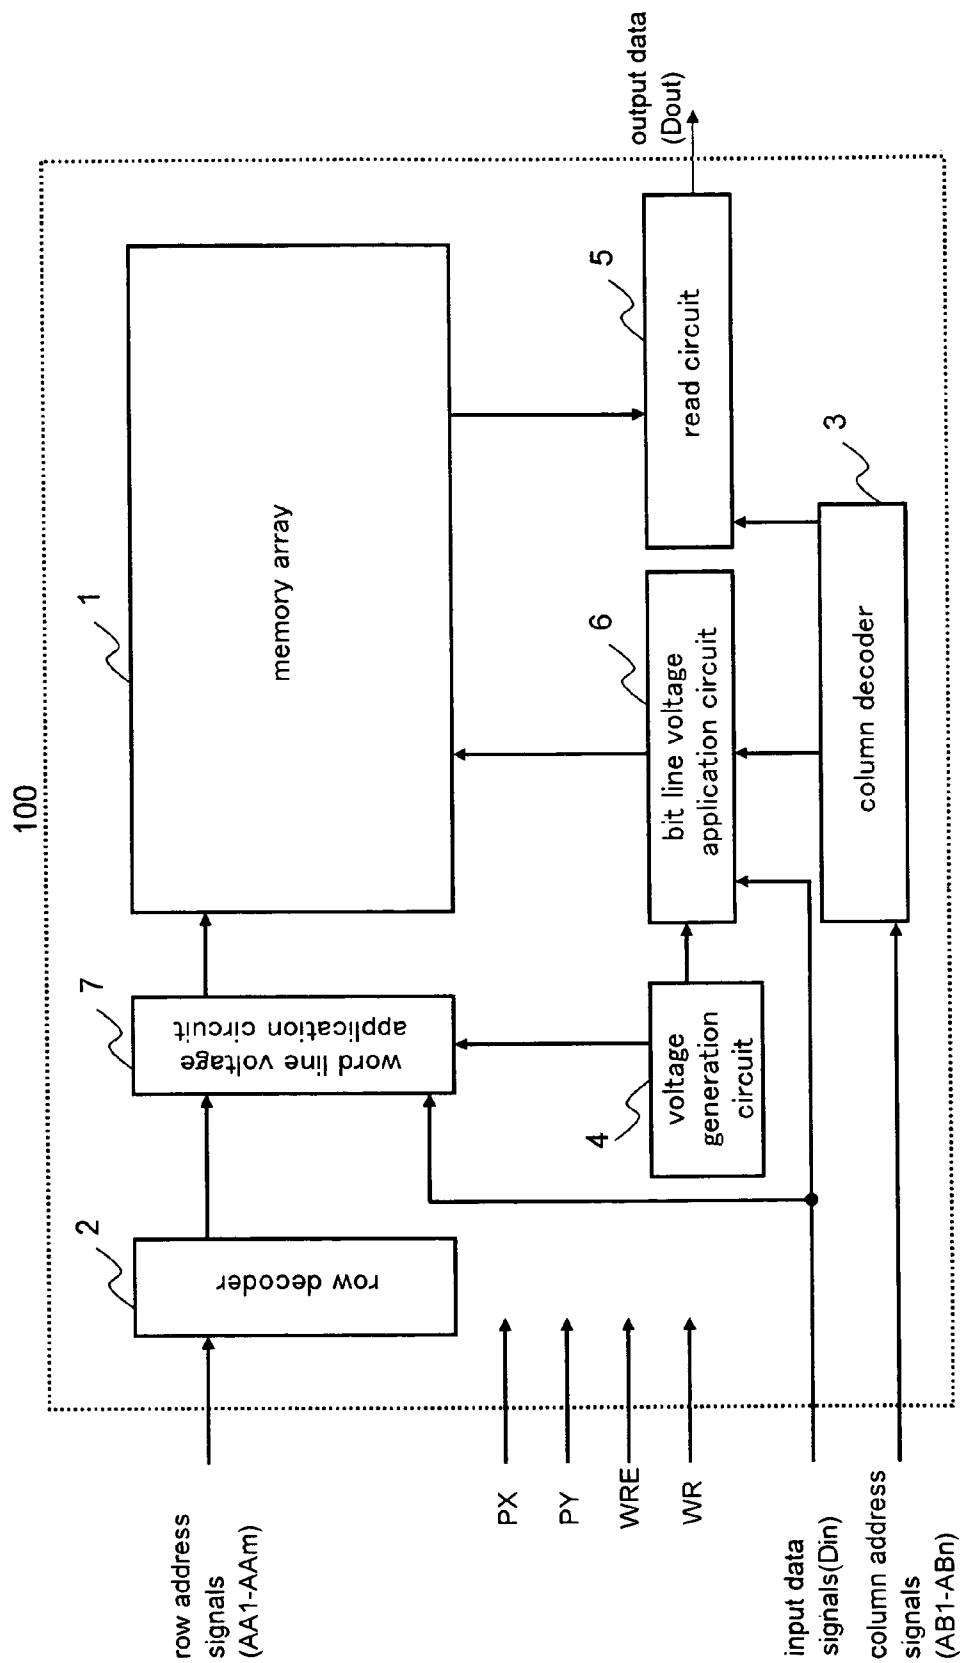 100
row address
signals
(AA1-AAm)
2
row decoder
7
word line voltage
application circuit
1
memory array
PX
PY
WRE
WR
4
voltage
generation
circuit
6
bit line voltage
application circuit
5
read circuit
output data
(Dout)
3
column decoder
input data
signals(Din)
column address
signals
(AB1-ABn)